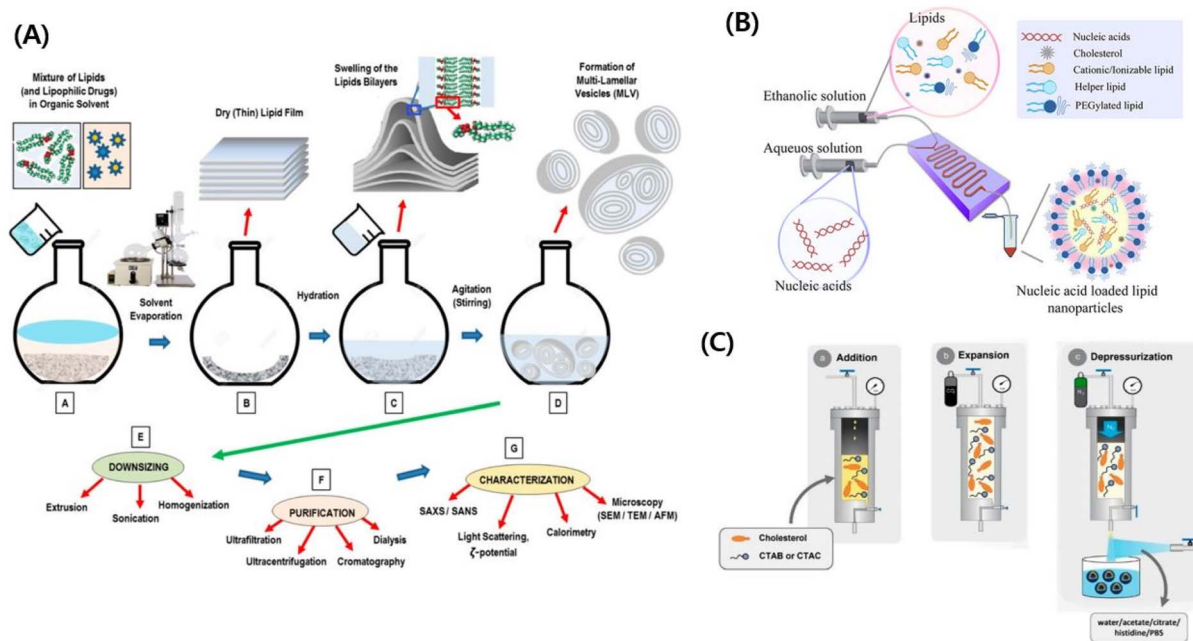 (A)
Mixture of Lipids
(and Lipophilic Drugs)
in Organic Solvent
Dry (Thin) Lipid Film
Swelling of the
Lipids Bilayers
Formation of
Multi-Lamellar
Vesicles (MLV)
Solvent
Evaporation
Hydration
Agitation
(Stirring)
A
B
C
D
E
DOWNSIZING
Extrusion
Sonication
Homogenization
F
PURIFICATION
Ultrafiltration
Ultracentrifugation
Cromatography
Dialysis
G
CHARACTERIZATION
SAXS / SANS
Light Scattering,
ζ-potential
Calorimetry
Microscopy
(SEM / TEM / AFM)
(B)
Lipids
Ethanolic solution
Aqueuos solution
Nucleic acids
Nucleic acids
Cholesterol
Cationic/Ionizable lipid
Helper lipid
PEGylated lipid
Nucleic acid loaded lipid
nanoparticles
(C)
a Addition
b Expansion
c Depressurization
CO₂
N₂
N₂
Cholesterol
CTAB or CTAC
water/acetate/citrate/
histidine/PBS